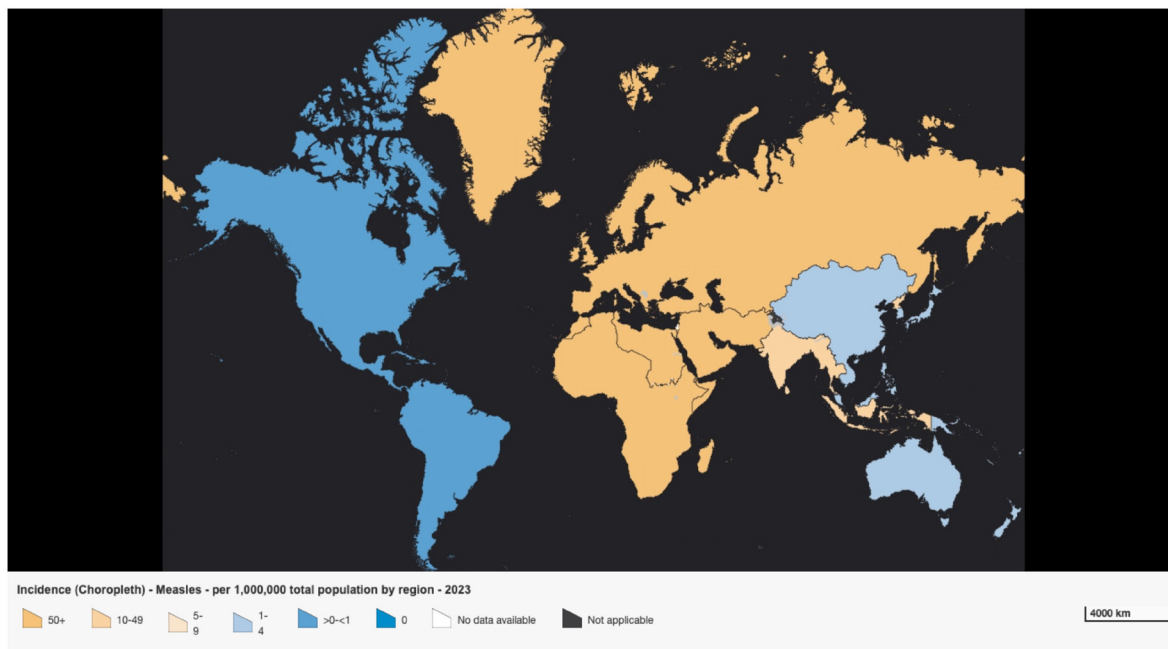 Incidence (Choropleth) - Measles - per 1,000,000 total population by region - 2023
50+
10-49
5-
9
1-
4
>0-<1
0
No data available
Not applicable
4000 km